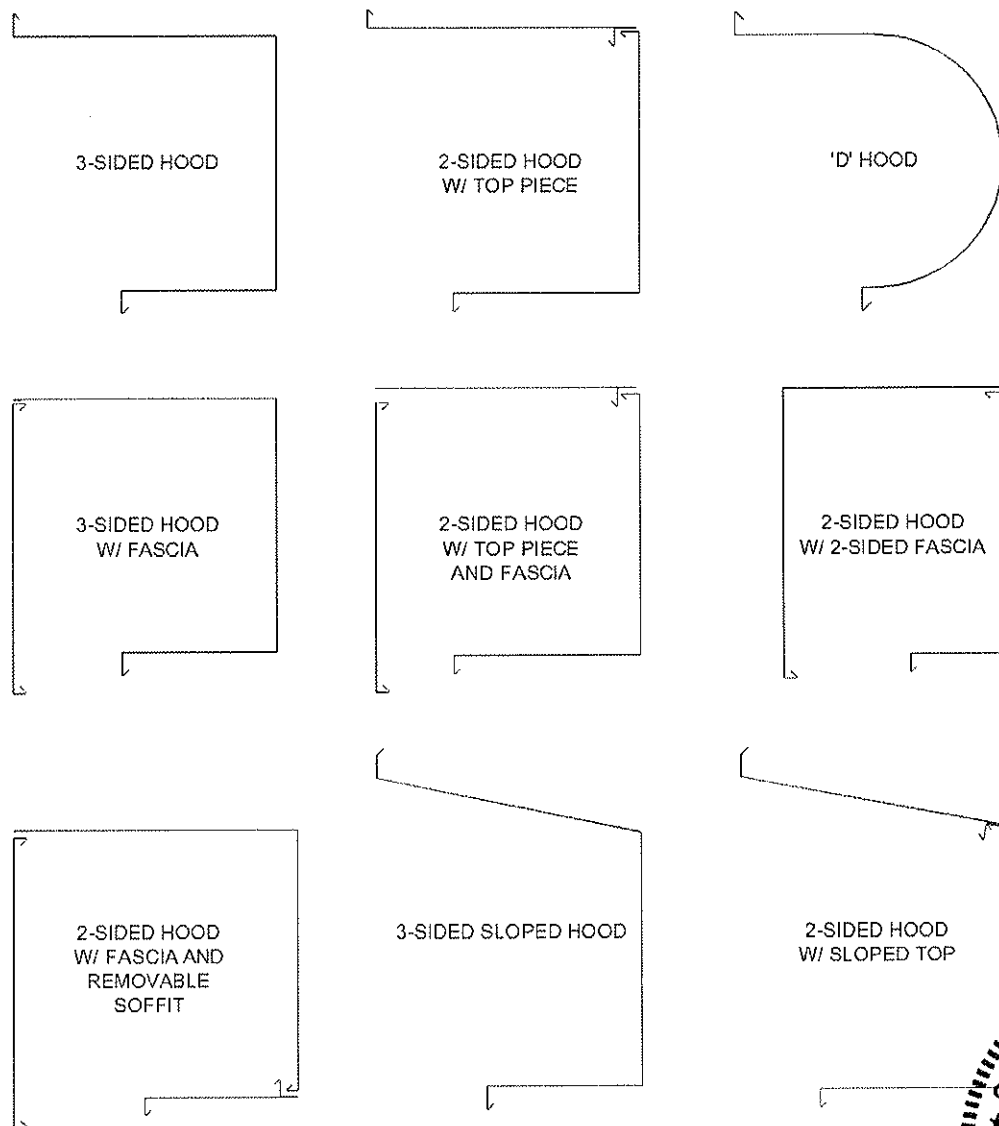 3-SIDED HOOD
2-SIDED HOOD
W/ TOP PIECE
'D' HOOD
3-SIDED HOOD
W/ FASCIA
2-SIDED HOOD
W/ TOP PIECE
AND FASCIA
2-SIDED HOOD
W/ 2-SIDED FASCIA
2-SIDED HOOD
W/ FASCIA AND
REMOVABLE
SOFFIT
3-SIDED SLOPED HOOD
2-SIDED HOOD
W/ SLOPED TOP